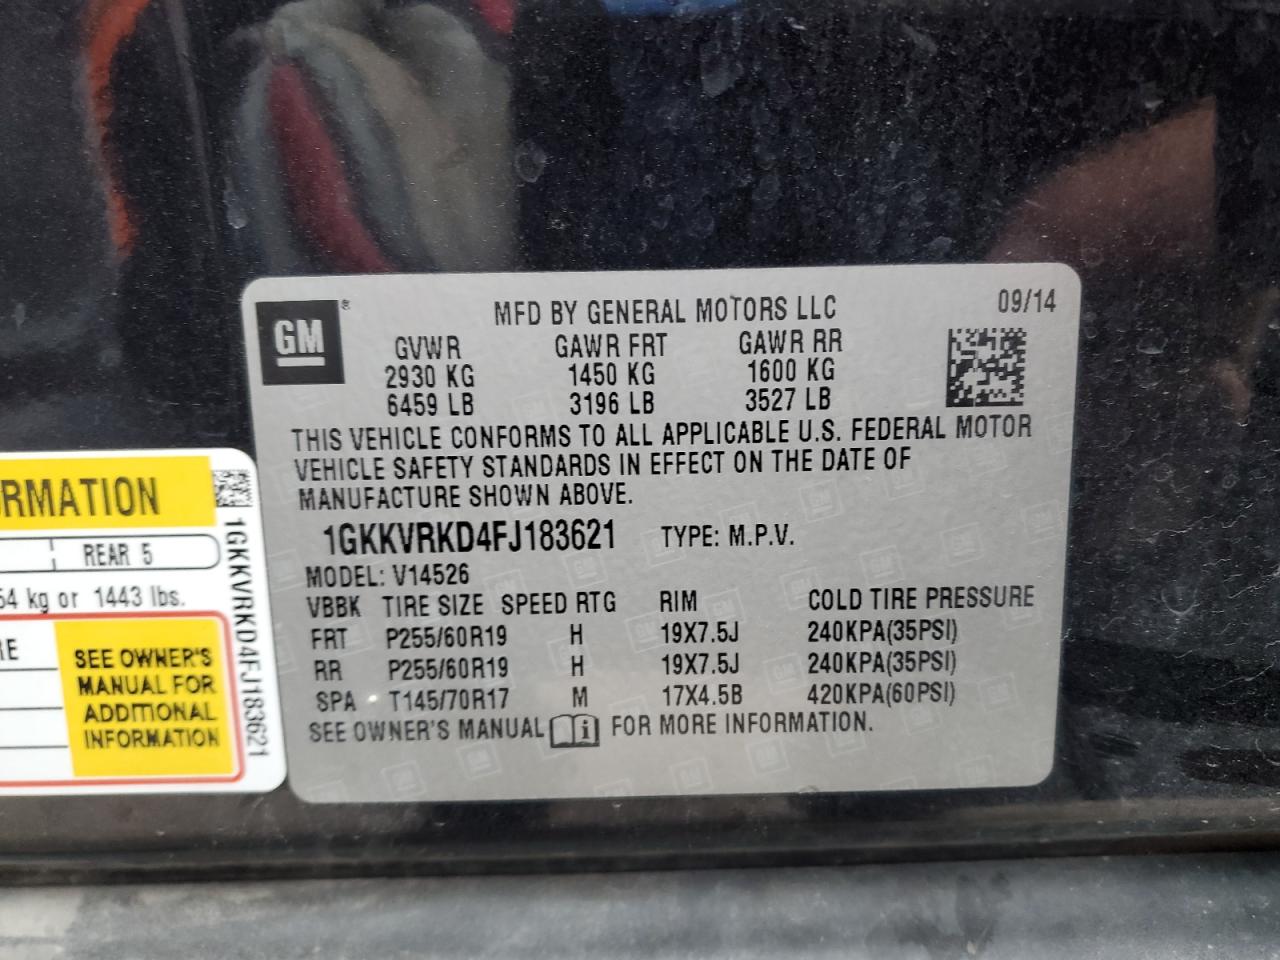 GM ®
MFD BY GENERAL MOTORS LLC 09/14
GVWR GAWR FRT GAWR RR
2930 KG 1450 KG 1600 KG
6459 LB 3196 LB 3527 LB
THIS VEHICLE CONFORMS TO ALL APPLICABLE U.S. FEDERAL MOTOR
VEHICLE SAFETY STANDARDS IN EFFECT ON THE DATE OF
MANUFACTURE SHOWN ABOVE.
1GKKVRKD4FJ183621 TYPE: M.P.V.
MODEL: V14526
VBBK TIRE SIZE SPEED RTG RIM COLD TIRE PRESSURE
FRT P255/60R19 H 19X7.5J 240KPA(35PSI)
RR P255/60R19 H 19X7.5J 240KPA(35PSI)
SPA T145/70R17 M 17X4.5B 420KPA(60PSI)
SEE OWNER'S MANUAL i FOR MORE INFORMATION.
RMATION
REAR 5
54 kg or 1443 lbs.
RE
SEE OWNER'S
MANUAL FOR
ADDITIONAL
INFORMATION
1GKKVRKD4FJ183621